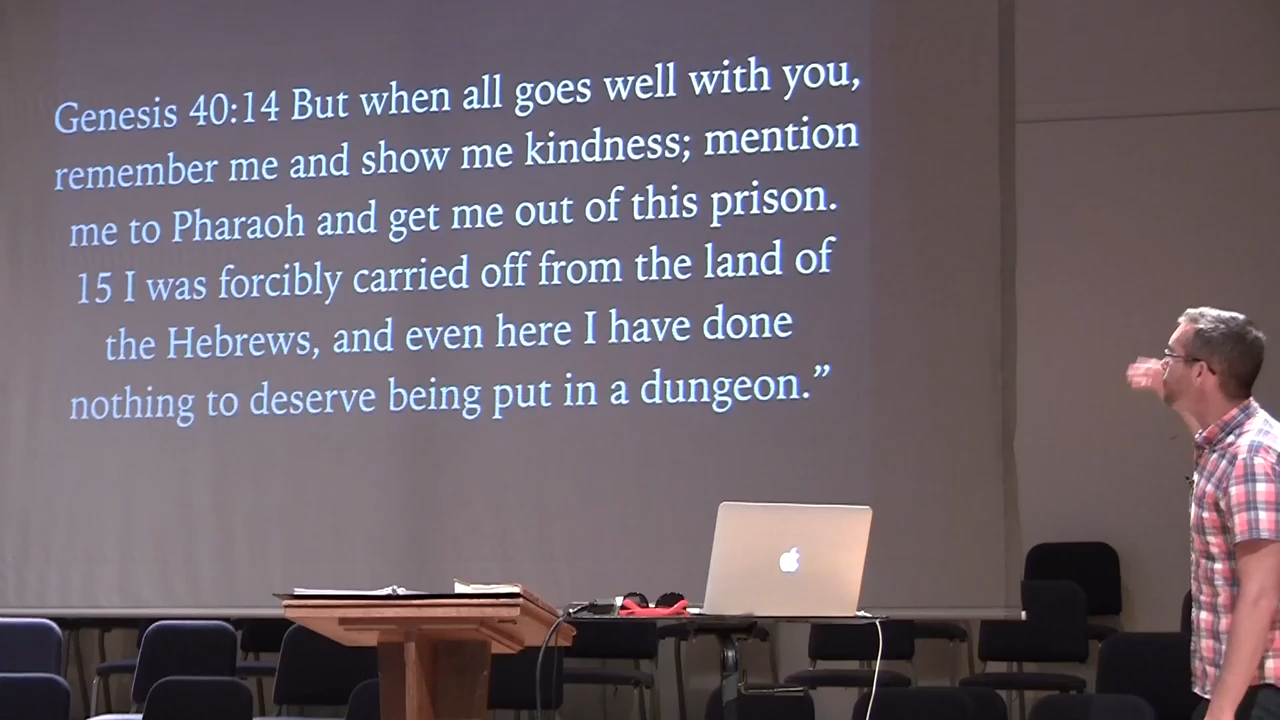 Genesis 40:14 But when all goes well with you,
remember me and show me kindness; mention
me to Pharaoh and get me out of this prison.
15 I was forcibly carried off from the land of
the Hebrews, and even here I have done
nothing to deserve being put in a dungeon.”